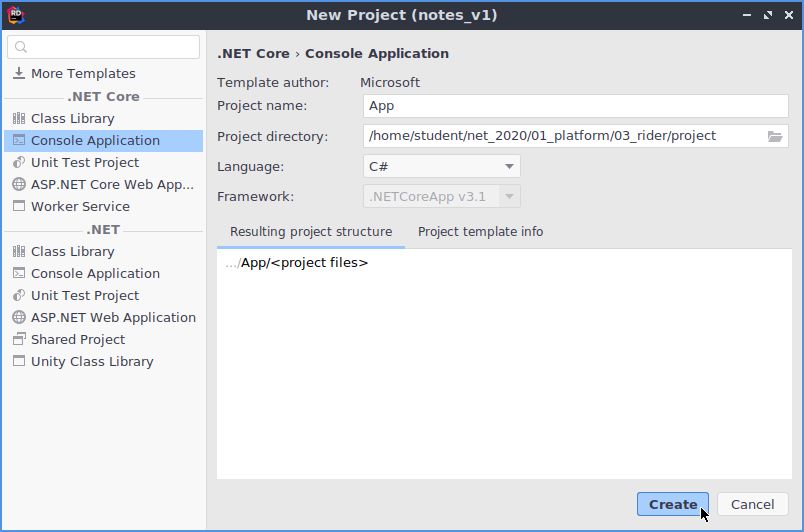 New Project (notes_v1)
More Templates
.NET Core
Class Library
Console Application
Unit Test Project
ASP.NET Core Web App...
Worker Service
.NET
Class Library
Console Application
Unit Test Project
ASP.NET Web Application
Shared Project
Unity Class Library
.NET Core › Console Application
Template author: Microsoft
Project name: App
Project directory: /home/student/net_2020/01_platform/03_rider/project
Language: C#
Framework: .NETCoreApp v3.1
Resulting project structure Project template info
.../App/<project files>
Create Cancel